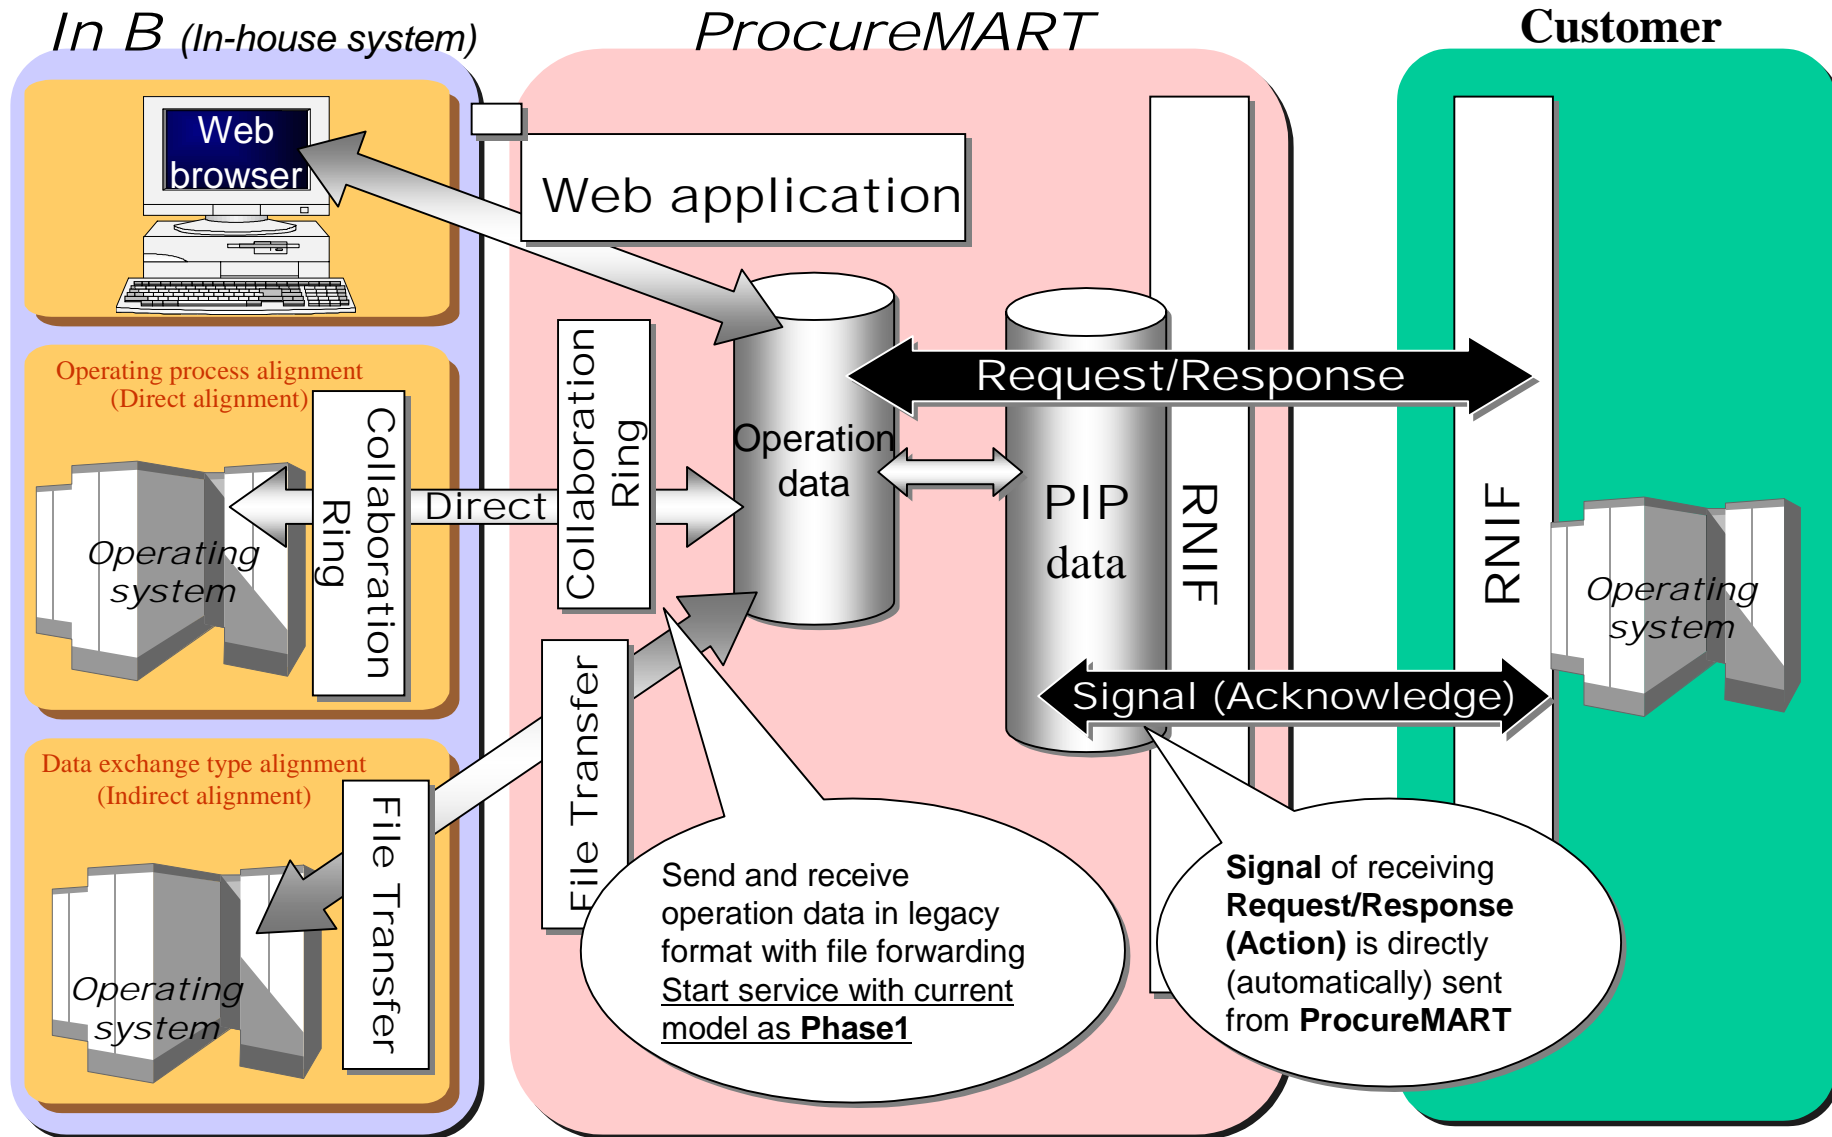 In B (In-house system)
ProcureMART
Customer
Web
browser
Web application
Operating process alignment
(Direct alignment)
Collaboration
Ring
Operating
system
Direct
Collaboration
Ring
Operation
data
PIP
data
RNIF
Request/Response
RNIF
Operating
system
Signal (Acknowledge)
Data exchange type alignment
(Indirect alignment)
File Transfer
Operating
system
File Transfer
Send and receive
operation data in legacy
format with file forwarding
Start service with current
model as Phase1
Signal of receiving
Request/Response
(Action) is directly
(automatically) sent
from ProcureMART